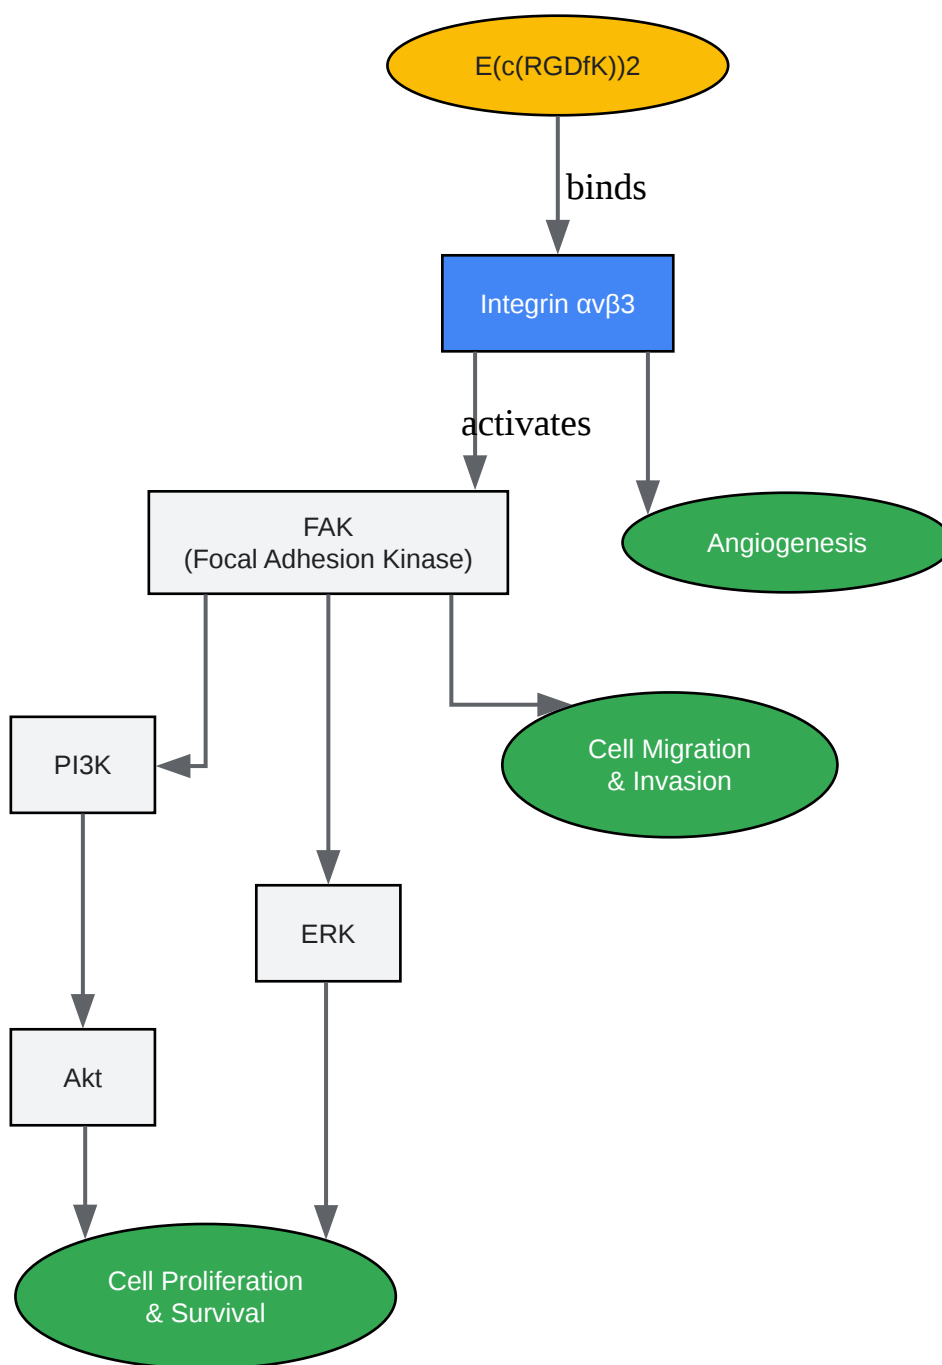 E(c(RGDfK))2
binds
Integrin αvβ3
activates
FAK
(Focal Adhesion Kinase)
Angiogenesis
PI3K
Cell Migration
& Invasion
ERK
Akt
Cell Proliferation
& Survival